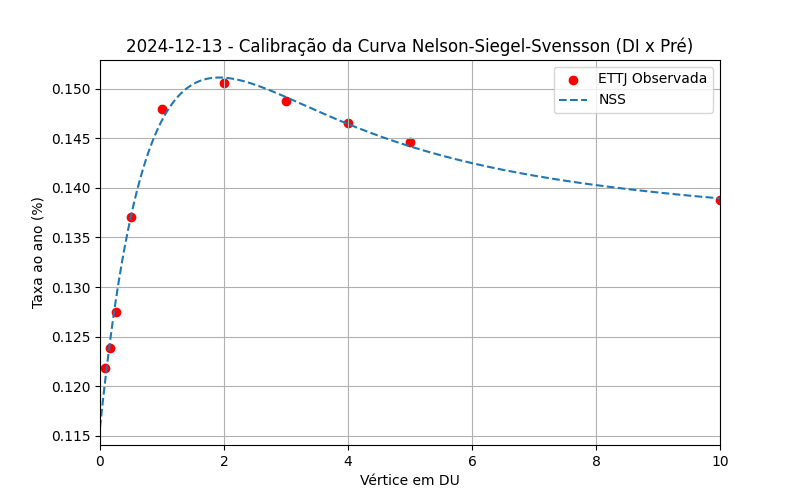 2024-12-13 - Calibração da Curva Nelson-Siegel-Svensson (DI x Pré)
ETTJ Observada
NSS
0.150
0.145
0.140
0.135
0.130
0.125
0.120
0.115
Taxa ao ano (%)
0 2 4 6 8 10
Vértice em DU